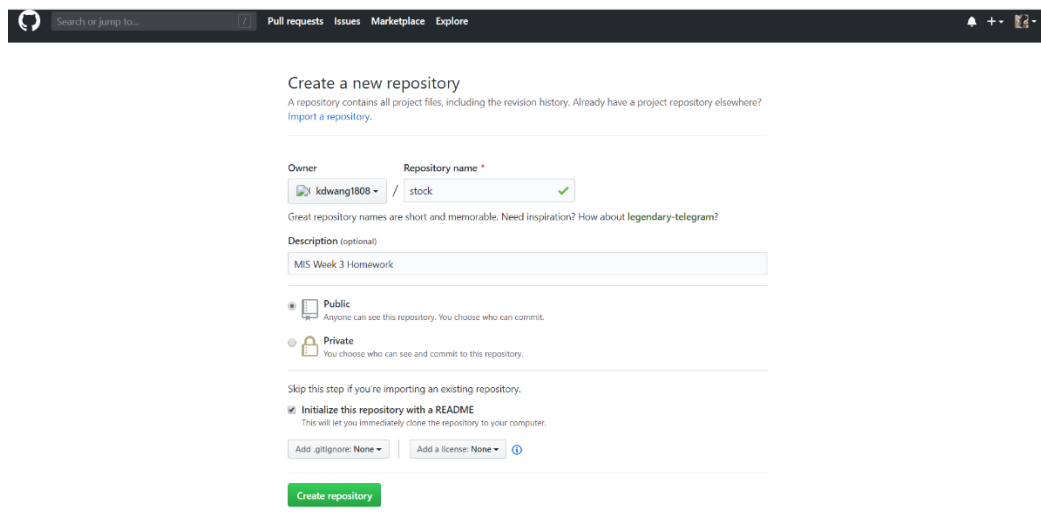 Search or jump to... / Pull requests Issues Marketplace Explore
Create a new repository
A repository contains all project files, including the revision history. Already have a project repository elsewhere?
Import a repository.
Owner Repository name *
kdwang1808 / stock
Great repository names are short and memorable. Need inspiration? How about legendary-telegram?
Description (optional)
MIS Week 3 Homework
Public
Anyone can see this repository. You choose who can commit.
Private
You choose who can see and commit to this repository.
Skip this step if you're importing an existing repository.
Initialize this repository with a README
This will let you immediately clone the repository to your computer.
Add .gitignore: None Add a license: None
Create repository